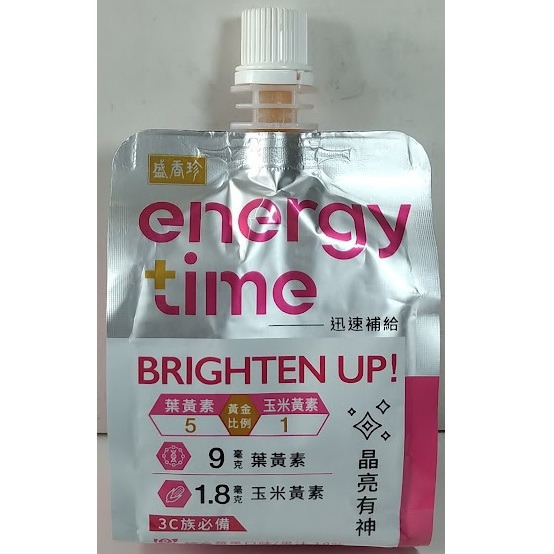 盛香珍
energy
time
迅速補給
BRIGHTEN UP!
葉黃素 黃金 玉米黃素
5 比例 1
9 毫克 葉黃素
1.8 毫克 玉米黃素
晶亮有神
3C族必備